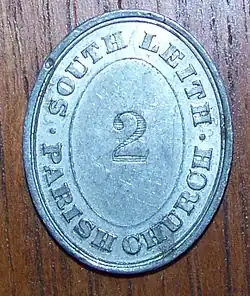 SOUTH LEITH ·
PARISH CHURCH ·
2